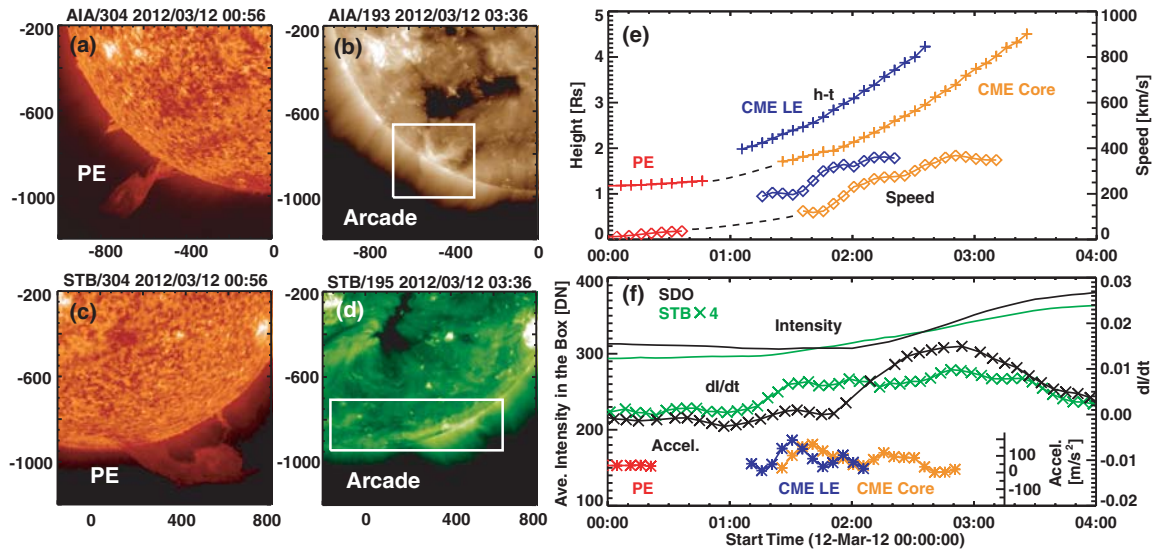 AIA/304 2012/03/12 00:56
-200
-600
-1000
(a)
PE
-800
-400
0
AIA/193 2012/03/12 03:36
-200
-600
-1000
(b)
Arcade
-800
-400
0
STB/304 2012/03/12 00:56
-200
-600
-1000
(c)
PE
0
400
800
STB/195 2012/03/12 03:36
-200
-600
-1000
(d)
Arcade
0
400
800
(e)
5
4
3
2
1
0
Height [Rs]
1000
800
600
400
200
0
Speed [km/s]
CME LE
h-t
CME Core
PE
Speed
00:00
01:00
02:00
03:00
04:00
(f)
400
300
200
100
Ave. Intensity in the Box [DN]
0.03
0.02
0.01
0.00
-0.01
-0.02
dI/dt
SDO
STB×4
Intensity
dI/dt
Accel.
PE
CME LE
CME Core
100
0
-100
Accel.
[m/s²]
00:00
01:00
02:00
03:00
04:00
Start Time (12-Mar-12 00:00:00)